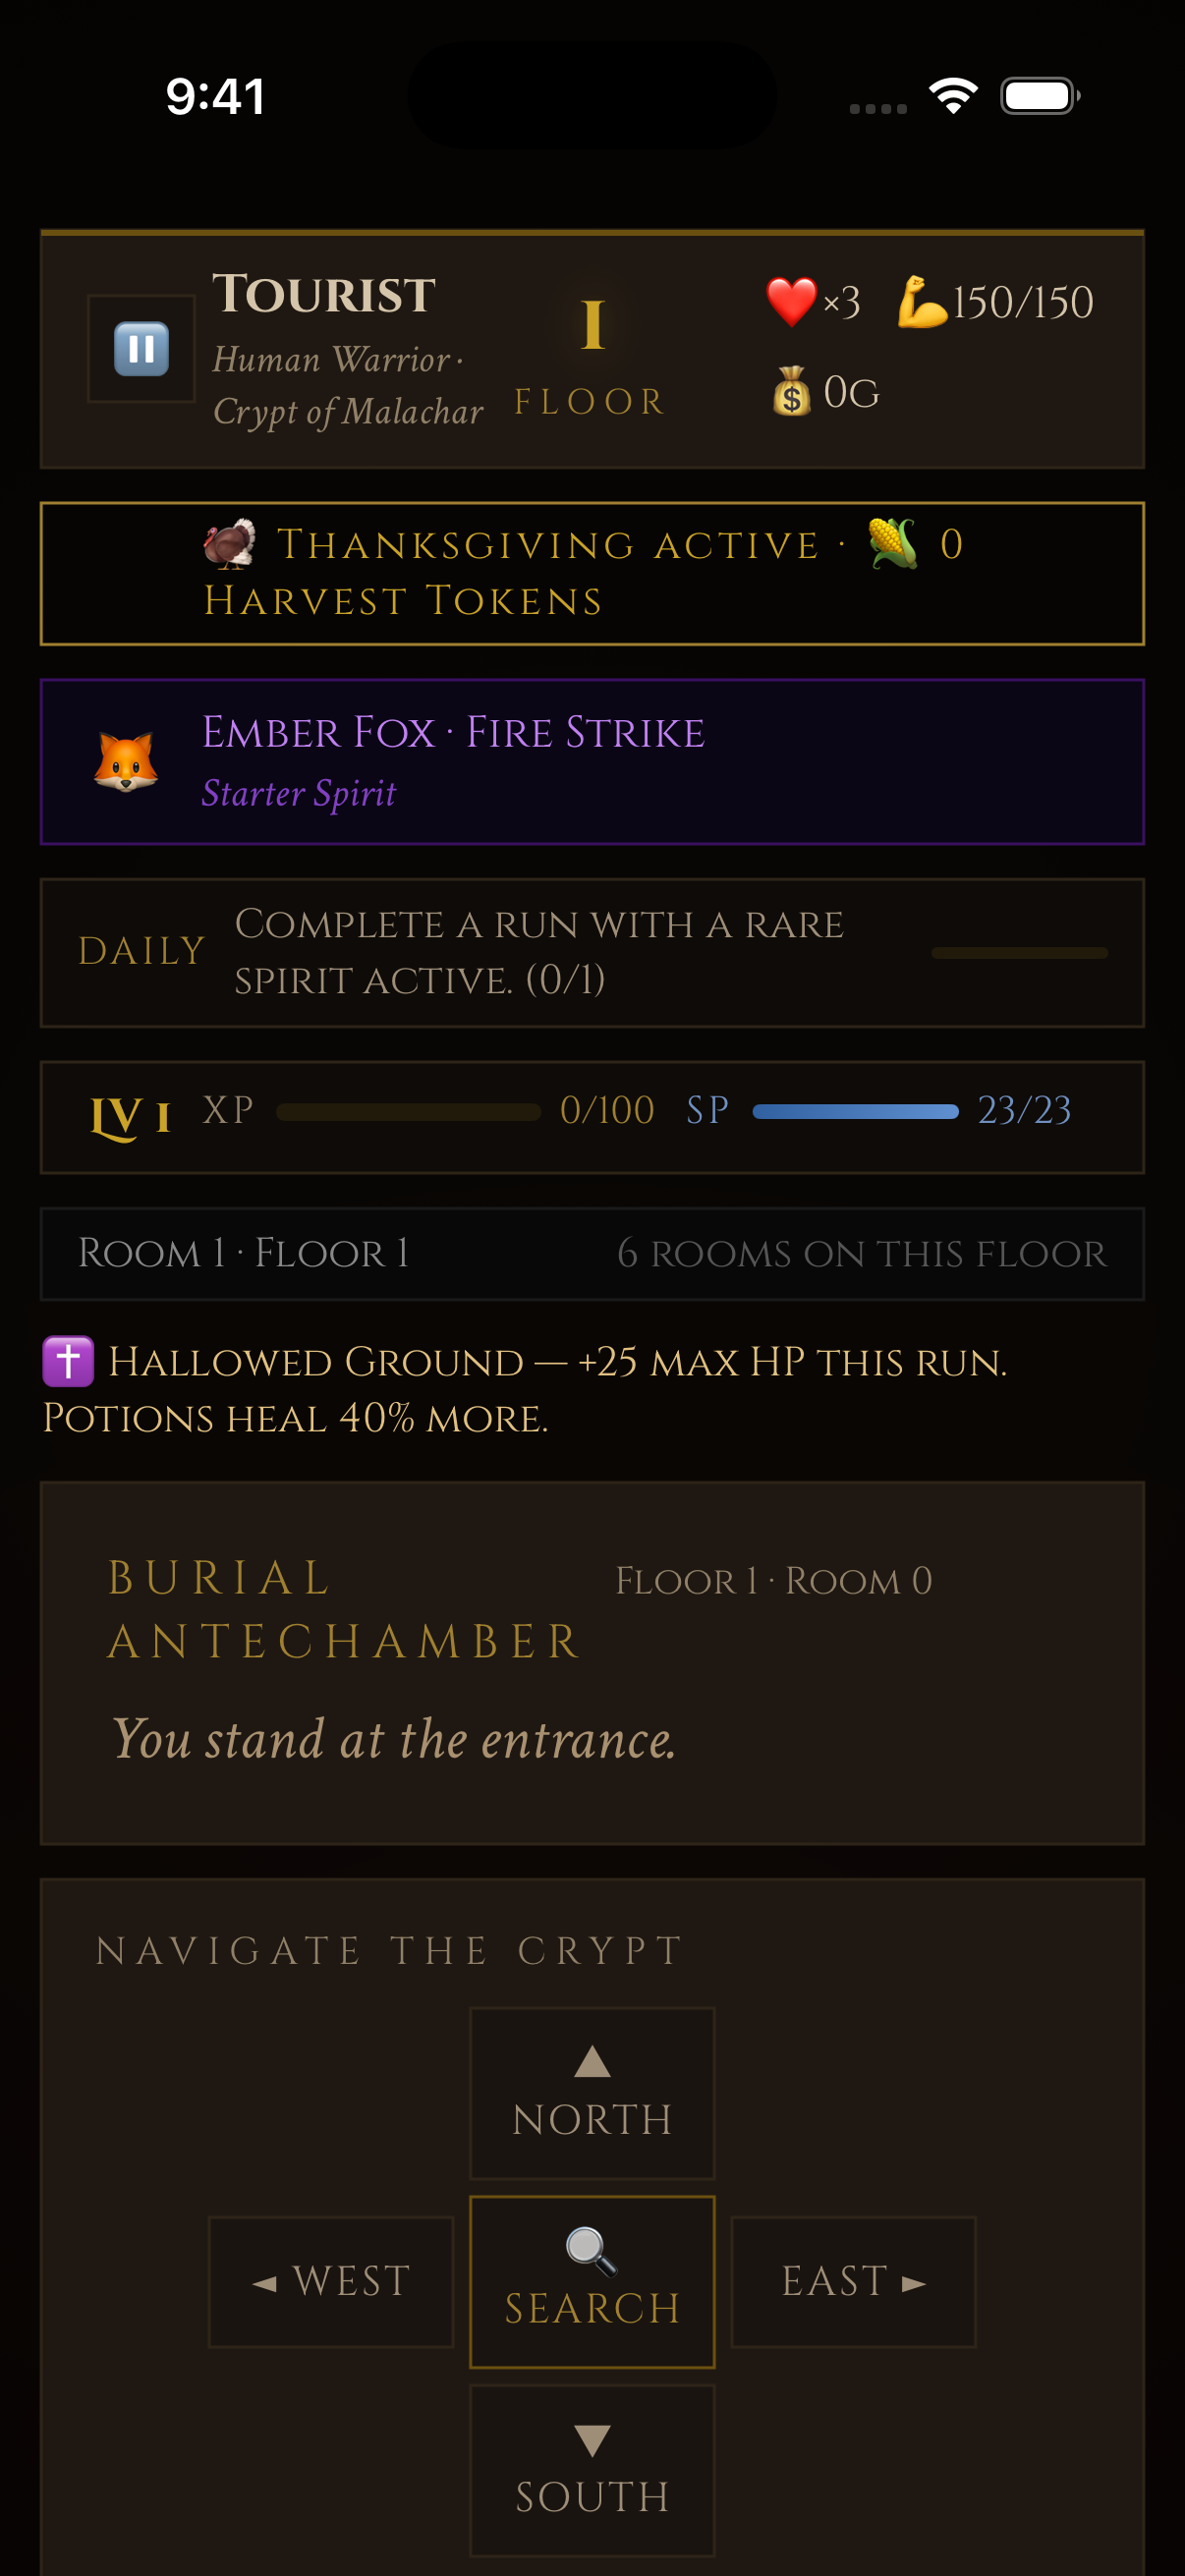 9:41
Tourist
Human Warrior ·
Crypt of Malachar
I
FLOOR
×3 150/150
0G
Thanksgiving active · 0
Harvest Tokens
Ember Fox · Fire Strike
Starter Spirit
DAILY
Complete a run with a rare
spirit active. (0/1)
LV 1 XP 0/100 SP 23/23
Room 1 · Floor 1 6 rooms on this floor
Hallowed Ground — +25 max HP this run.
Potions heal 40% more.
BURIAL
ANTECHAMBER
Floor 1 · Room 0
You stand at the entrance.
NAVIGATE THE CRYPT
▲
NORTH
◄ WEST
SEARCH
EAST ►
▼
SOUTH